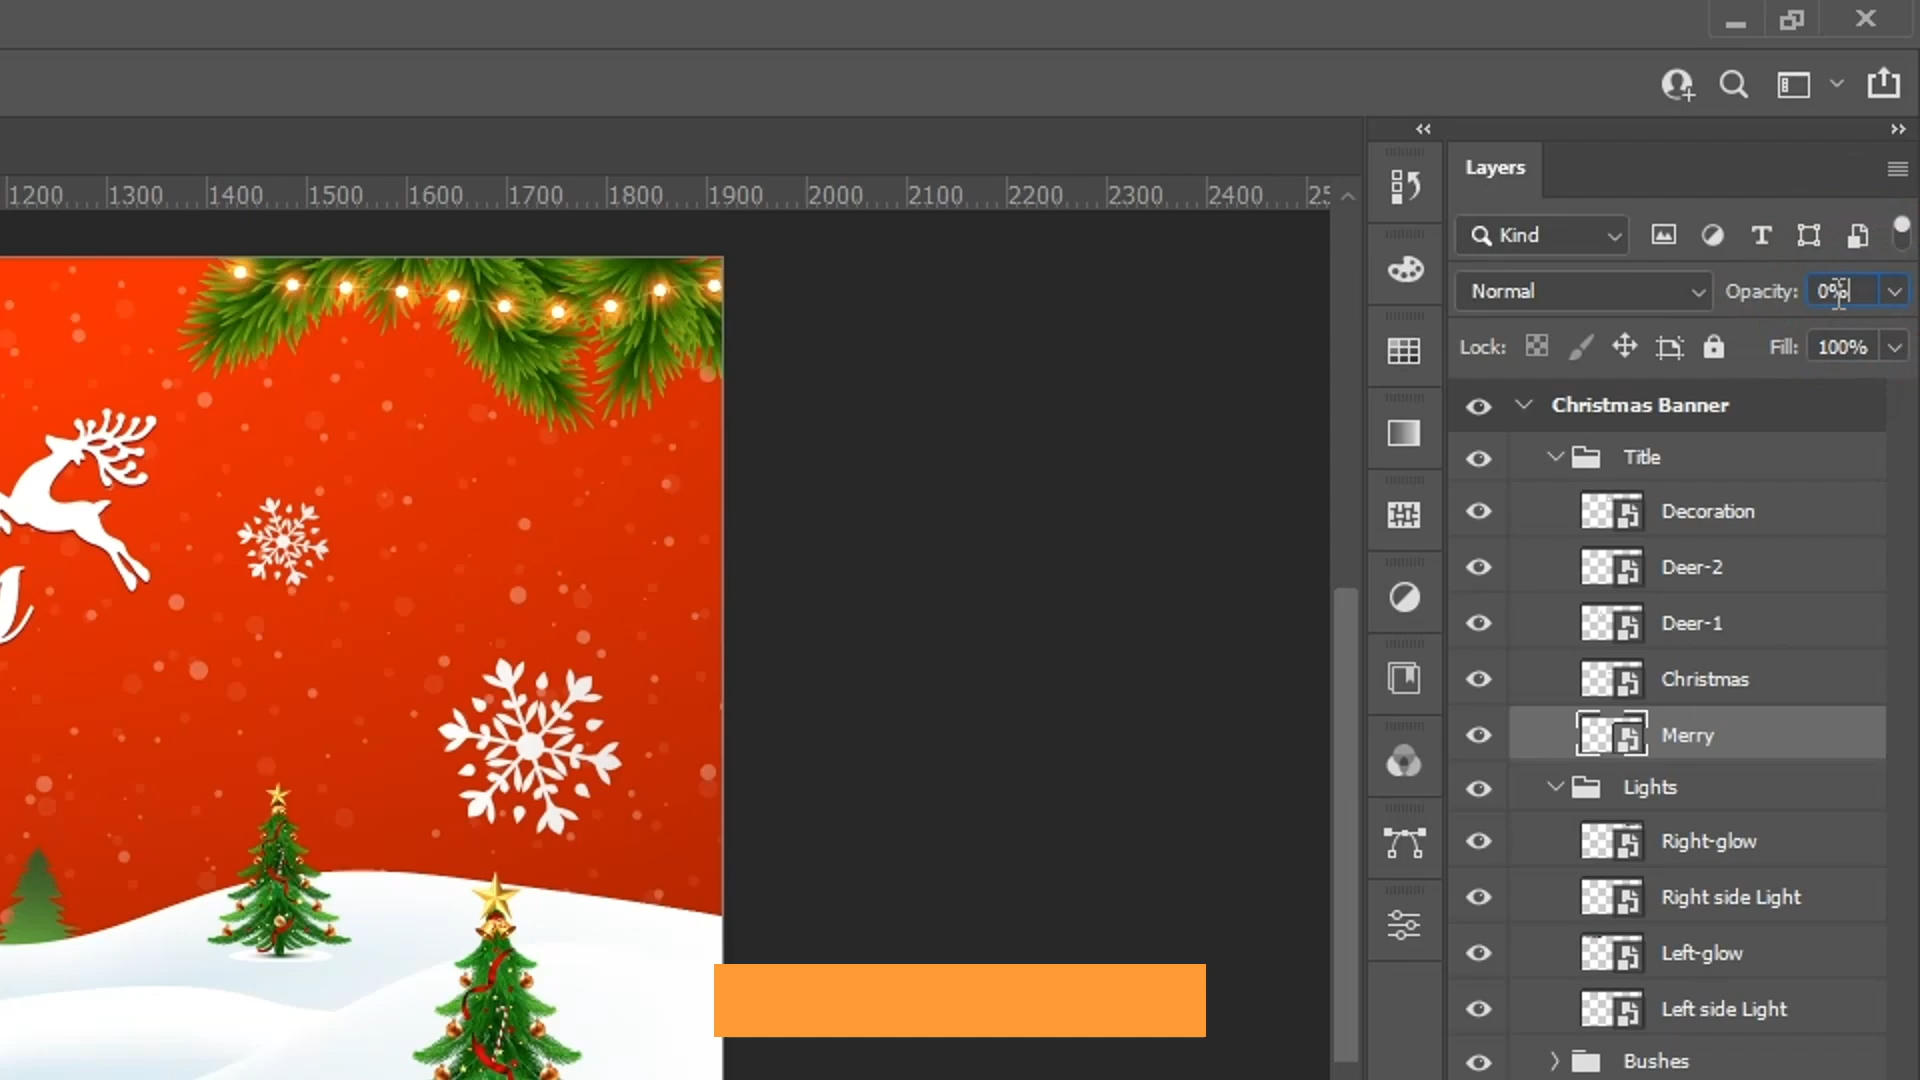 1200 1300 1400 1500 1600 1700 1800 1900 2000 2100 2200 2300 2400 25
Layers
Kind
Normal Opacity: 0%
Lock: Fill: 100%
Christmas Banner
Title
Decoration
Deer-2
Deer-1
Christmas
Merry
Lights
Right-glow
Right side Light
Left-glow
Left side Light
Bushes